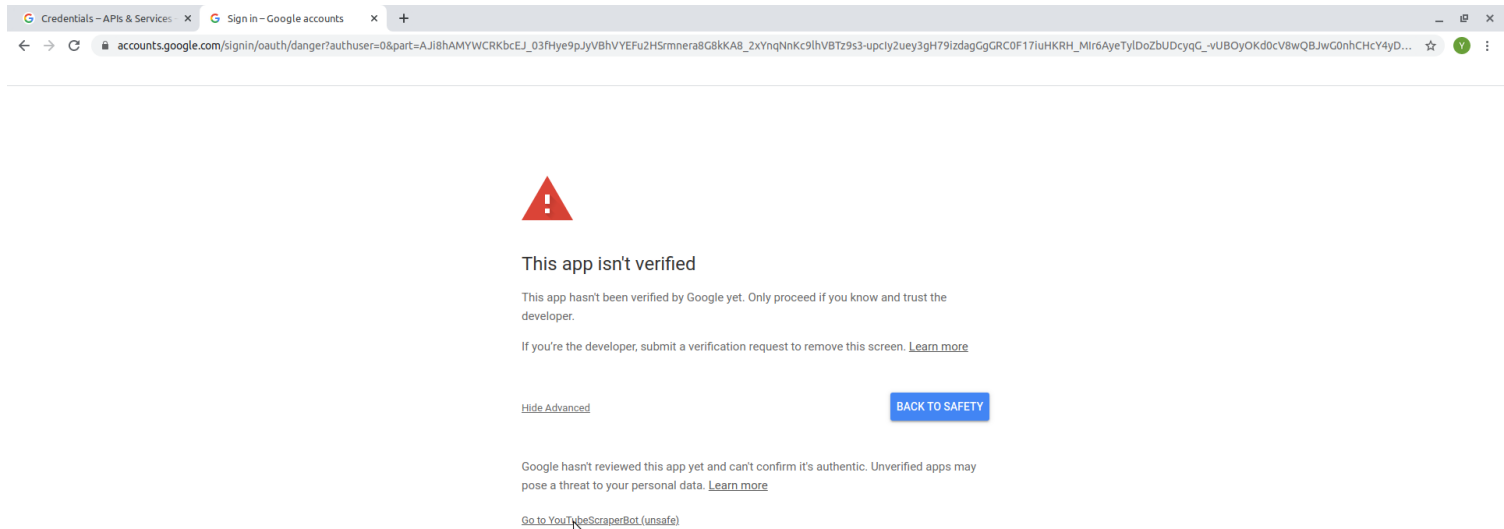 Credentials – APIs & Services -
Sign in – Google accounts
accounts.google.com/signin/oauth/danger?authuser=0&part=AJi8hAMYWCRKbcEJ_03fHye9pJyVBhVYEFu2HSrmnera8G8kKA8_2xYnqNnKc9lhVBTz9s3-upcIy2uey3gH79izdagGgGRC0F17iuHKRH_MIr6AyeTylDoZbUDcyqG_-vUBOyOKd0cV8wQBJwG0nhCHcY4yD...
Y
This app isn't verified
This app hasn't been verified by Google yet. Only proceed if you know and trust the
developer.
If you're the developer, submit a verification request to remove this screen. Learn more
Hide Advanced
BACK TO SAFETY
Google hasn't reviewed this app yet and can't confirm it's authentic. Unverified apps may
pose a threat to your personal data. Learn more
Go to YouTubeScraperBot (unsafe)